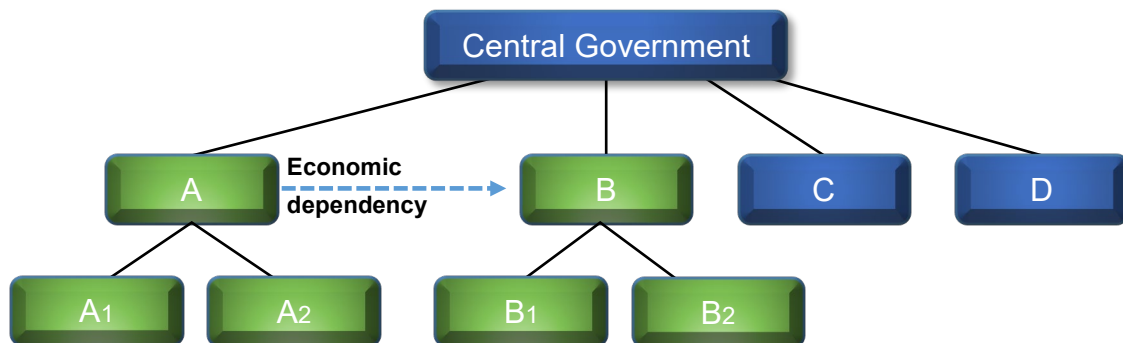 Central Government
A
Economic
dependency
B
C
D
A1
A2
B1
B2